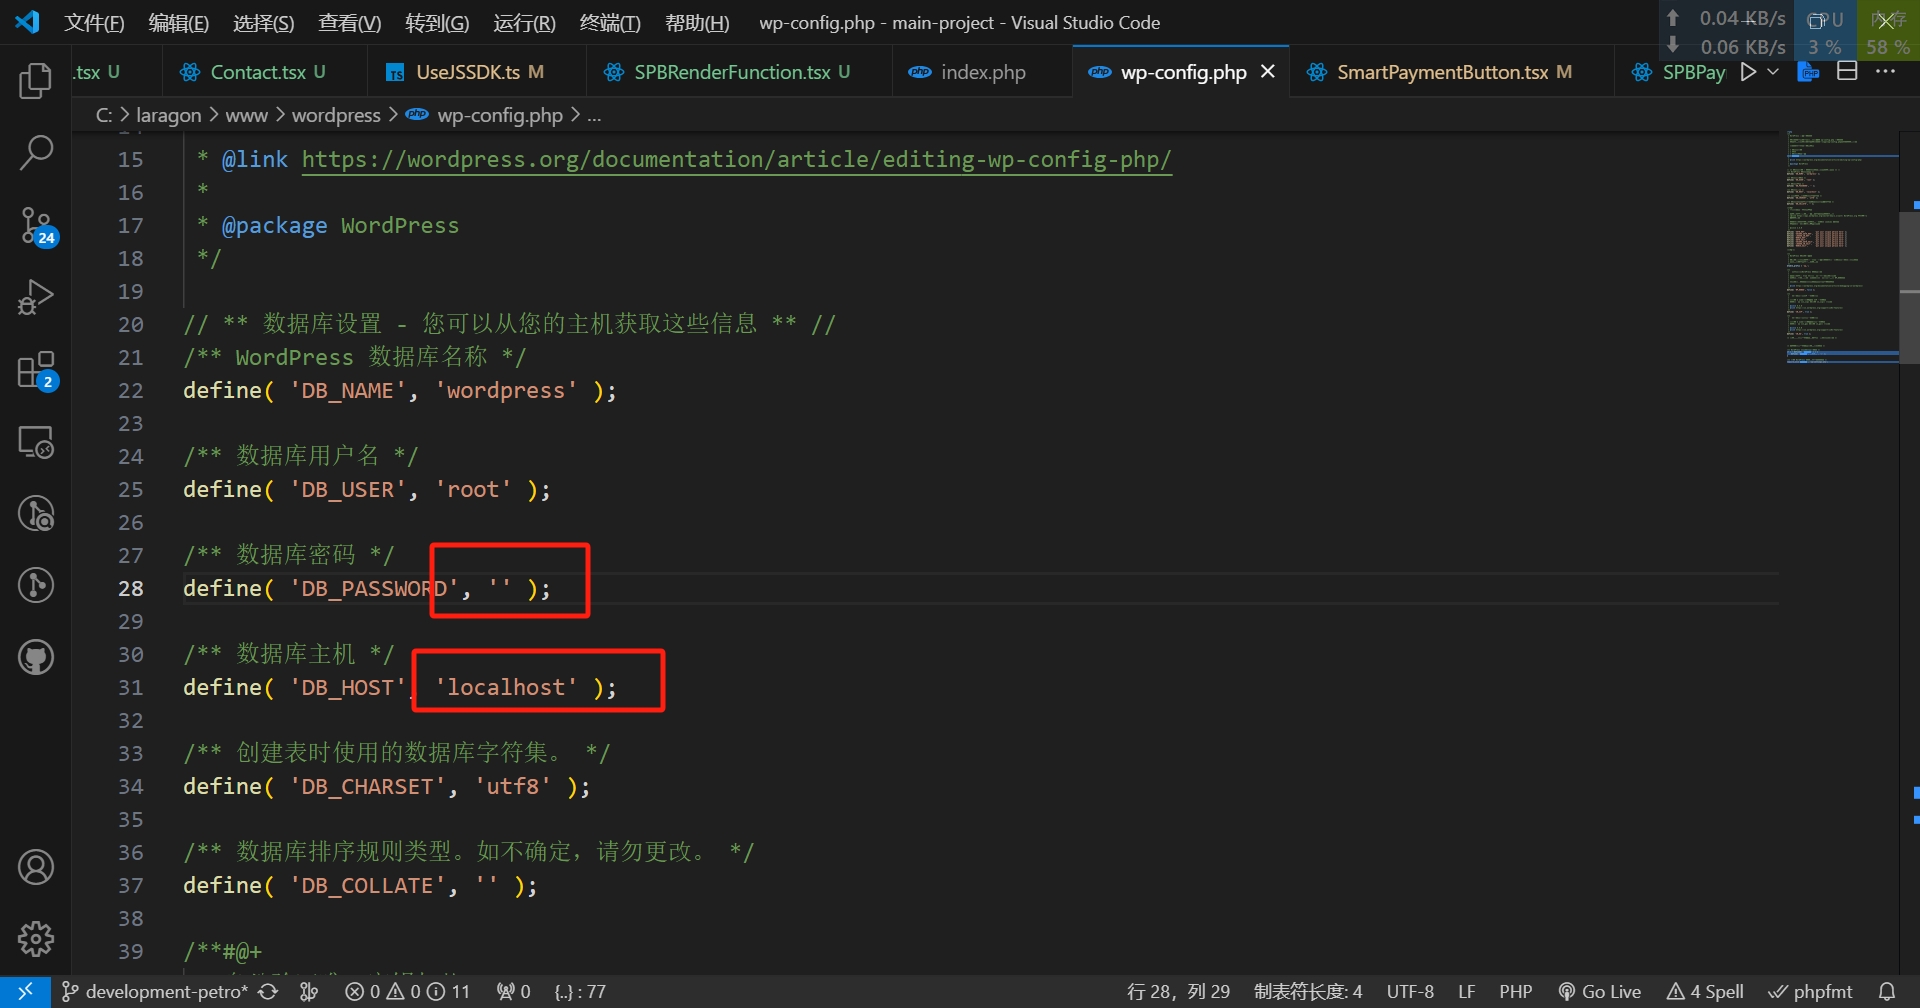 文件(F) 编辑(E) 选择(S) 查看(V) 转到(G) 运行(R) 终端(T) 帮助(H) wp-config.php - main-project - Visual Studio Code
0.04 KB/s CPU 内存
0.06 KB/s 3 % 58 %
.tsx U Contact.tsx U UseJSSDK.ts M SPBRenderFunction.tsx U index.php wp-config.php SmartPaymentButton.tsx M SPBPay
C: > laragon > www > wordpress > wp-config.php > ...
15 * @link https://wordpress.org/documentation/article/editing-wp-config-php/
16 *
17 * @package WordPress
18 */
19
20 // ** 数据库设置 - 您可以从您的主机获取这些信息 ** //
21 /** WordPress 数据库名称 */
22 define( 'DB_NAME', 'wordpress' );
23
24 /** 数据库用户名 */
25 define( 'DB_USER', 'root' );
26
27 /** 数据库密码 */
28 define( 'DB_PASSWORD', '' );
29
30 /** 数据库主机 */
31 define( 'DB_HOST', 'localhost' );
32
33 /** 创建表时使用的数据库字符集。 */
34 define( 'DB_CHARSET', 'utf8' );
35
36 /** 数据库排序规则类型。如不确定，请勿更改。 */
37 define( 'DB_COLLATE', '' );
38
39 /**#@+
24
2
development-petro* 0 0 11 0 {..} : 77 行 28，列 29 制表符长度: 4 UTF-8 LF PHP Go Live 4 Spell phpfmt